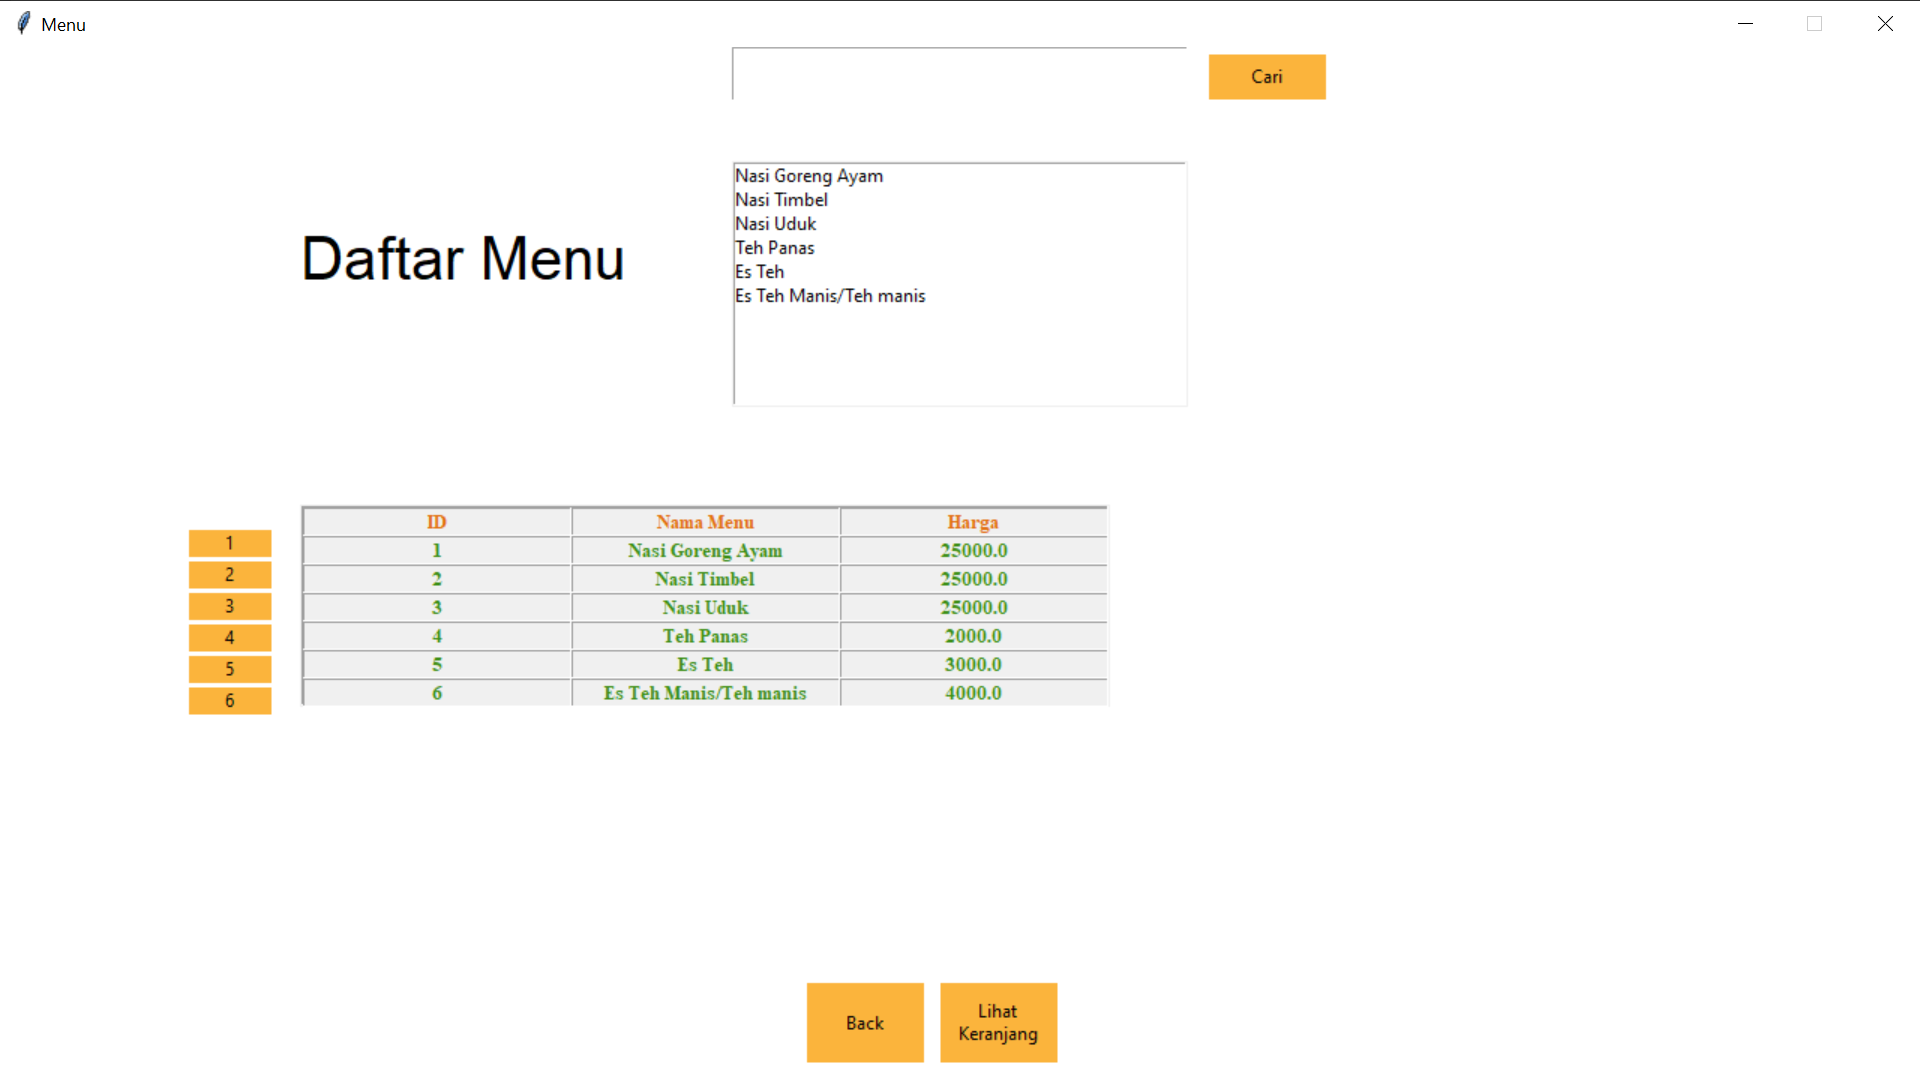 Menu
Cari
Nasi Goreng Ayam
Nasi Timbel
Nasi Uduk
Teh Panas
Es Teh
Es Teh Manis/Teh manis
Daftar Menu
ID Nama Menu Harga
1 1 Nasi Goreng Ayam 25000.0
2 2 Nasi Timbel 25000.0
3 3 Nasi Uduk 25000.0
4 4 Teh Panas 2000.0
5 5 Es Teh 3000.0
6 6 Es Teh Manis/Teh manis 4000.0
Back
Lihat
Keranjang